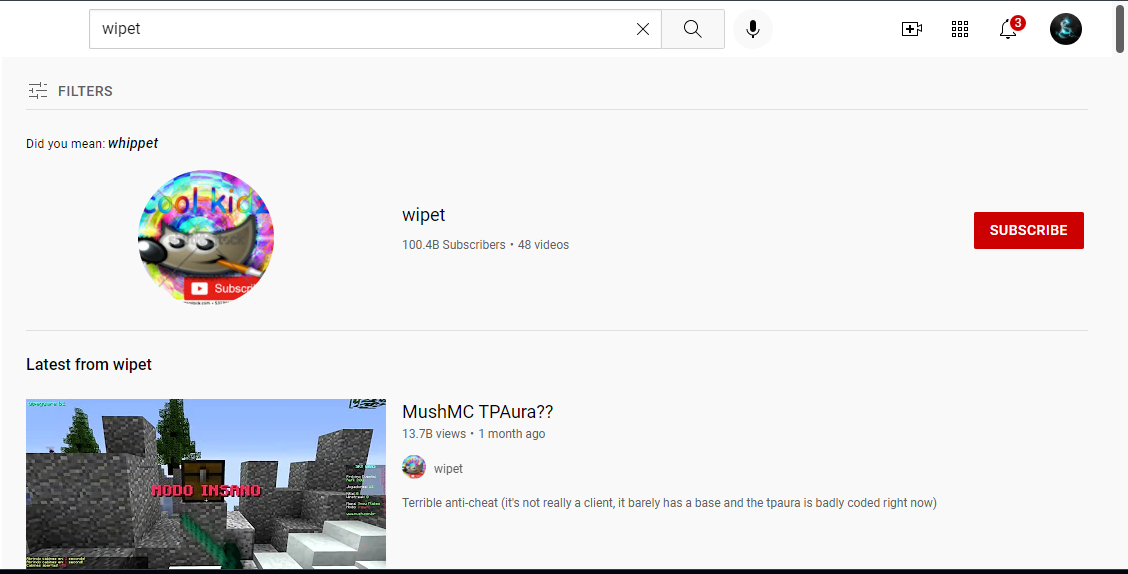 wipet
3
FILTERS
Did you mean: whippet
cool kidz
Subscri
wipet
100.4B Subscribers • 48 videos
SUBSCRIBE
Latest from wipet
MushMC TPAura??
13.7B views • 1 month ago
wipet
Terrible anti-cheat (it's not really a client, it barely has a base and the tpaura is badly coded right now)
MODO INSANO